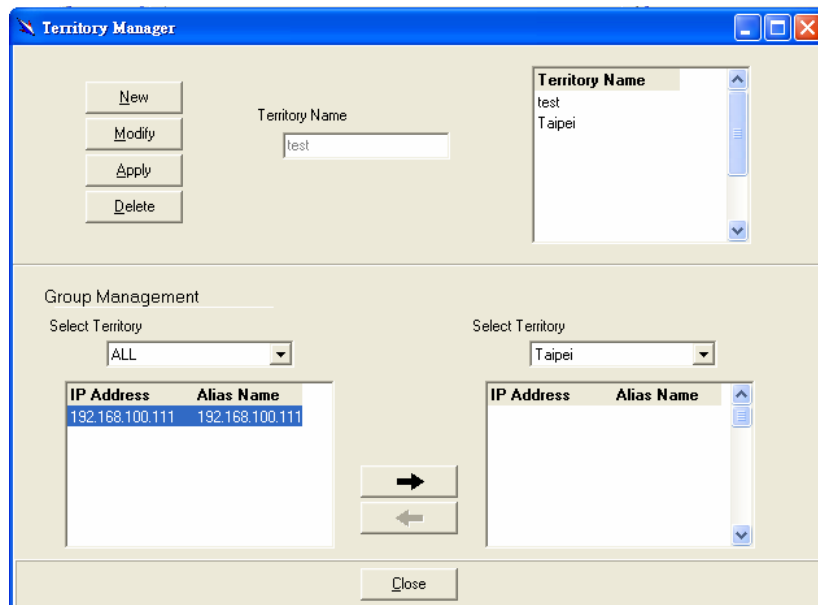 Territory Manager
New
Modify
Apply
Delete
Territory Name
test
Territory Name
test
Taipei
Group Management
Select Territory
ALL
IP Address Alias Name
192.168.100.111 192.168.100.111
Select Territory
Taipei
IP Address Alias Name
Close